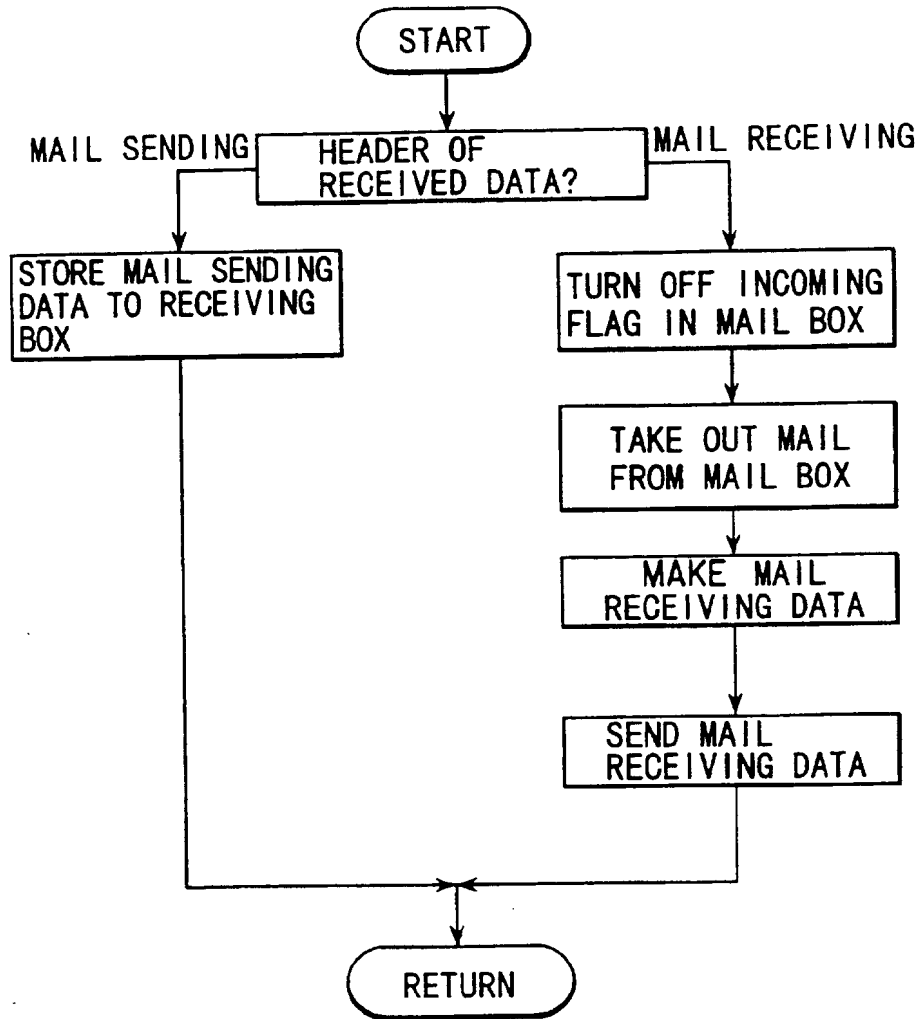 START
MAIL SENDING
HEADER OF
RECEIVED DATA?
MAIL RECEIVING
STORE MAIL SENDING
DATA TO RECEIVING
BOX
TURN OFF INCOMING
FLAG IN MAIL BOX
TAKE OUT MAIL
FROM MAIL BOX
MAKE MAIL
RECEIVING DATA
SEND MAIL
RECEIVING DATA
RETURN